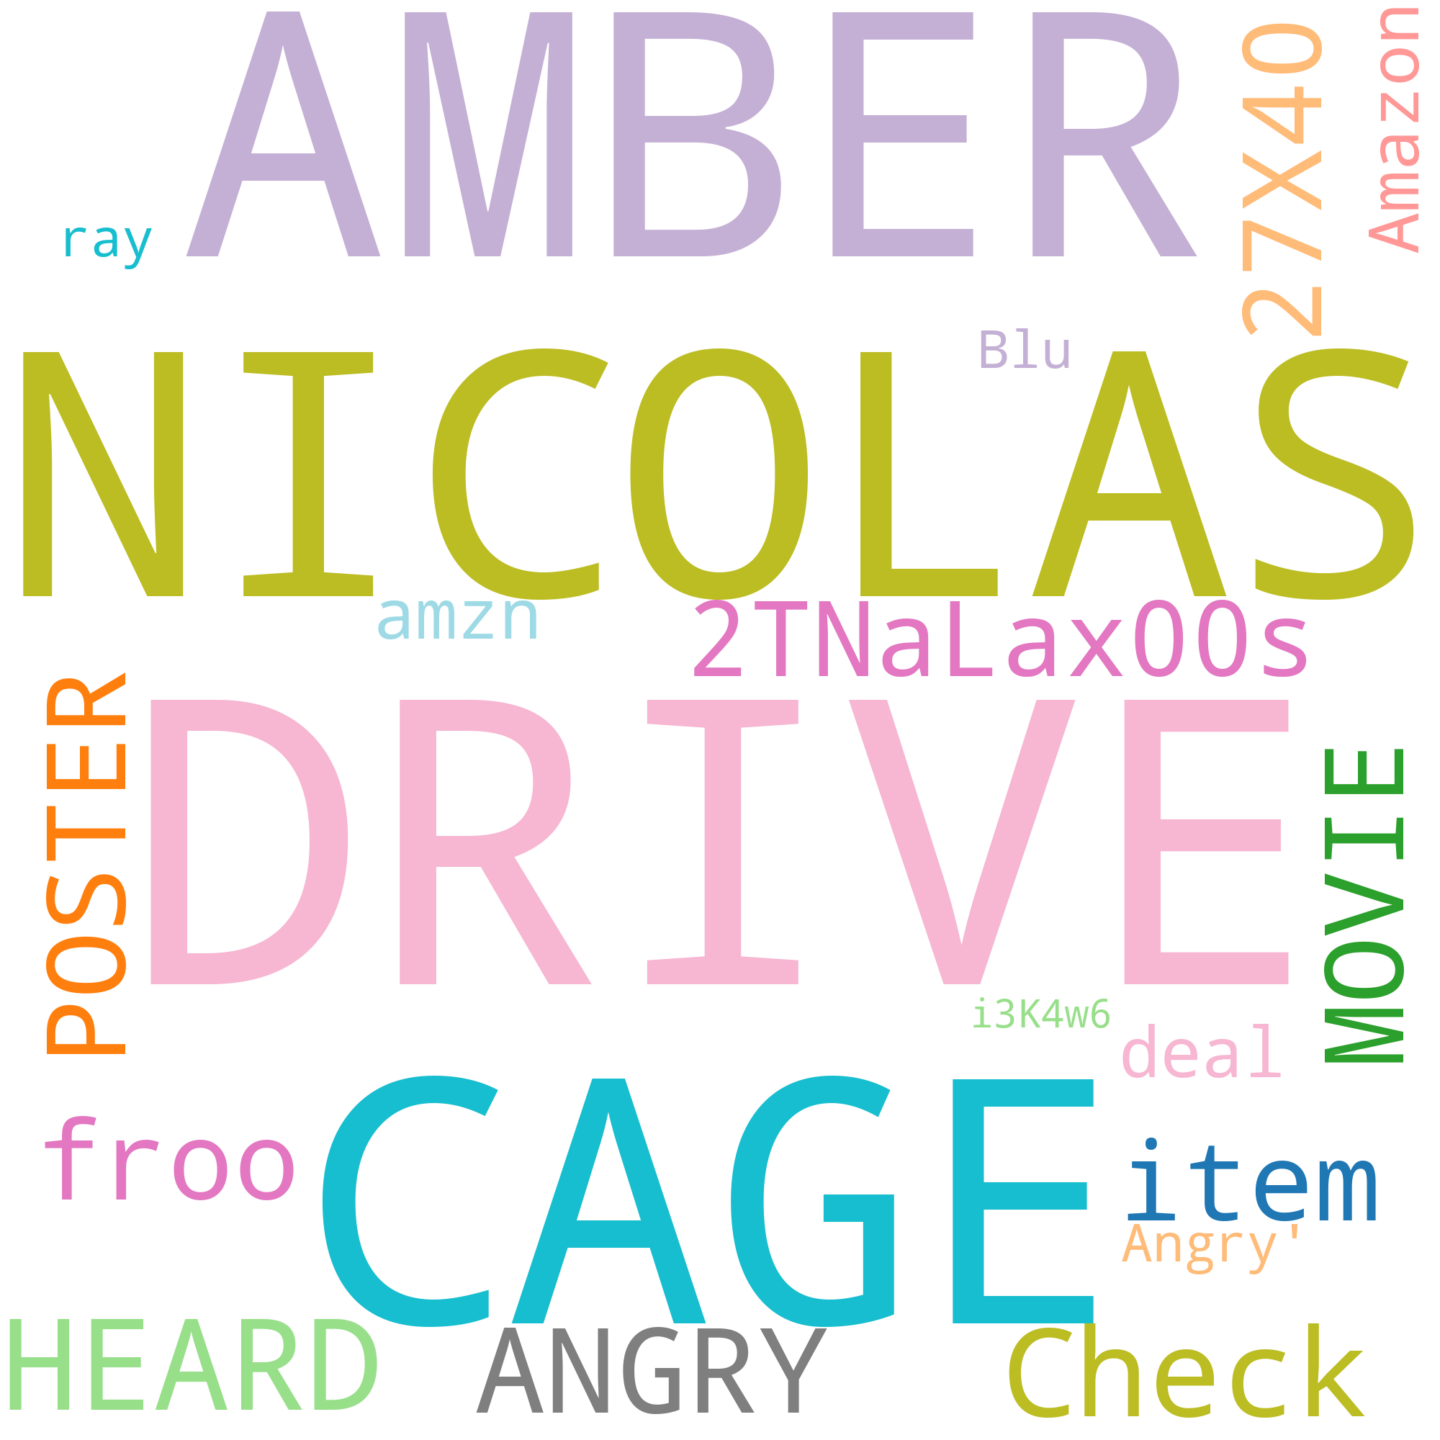 AMBER
27X40
Amazon
ray
Blu
NICOLAS
amzn
2TNaLaxOOs
POSTER
DRIVE
MOVIE
i3K4w6
deal
froo
CAGE
item
Angry'
HEARD
ANGRY
Check